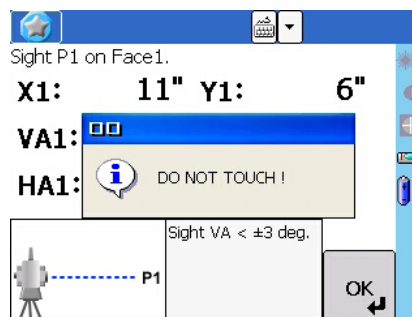 Sight P1 on Face1.
X1: 11" Y1: 6"
VA1:
DO NOT TOUCH !
HA1:
Sight VA < ±3 deg.
P1
OK